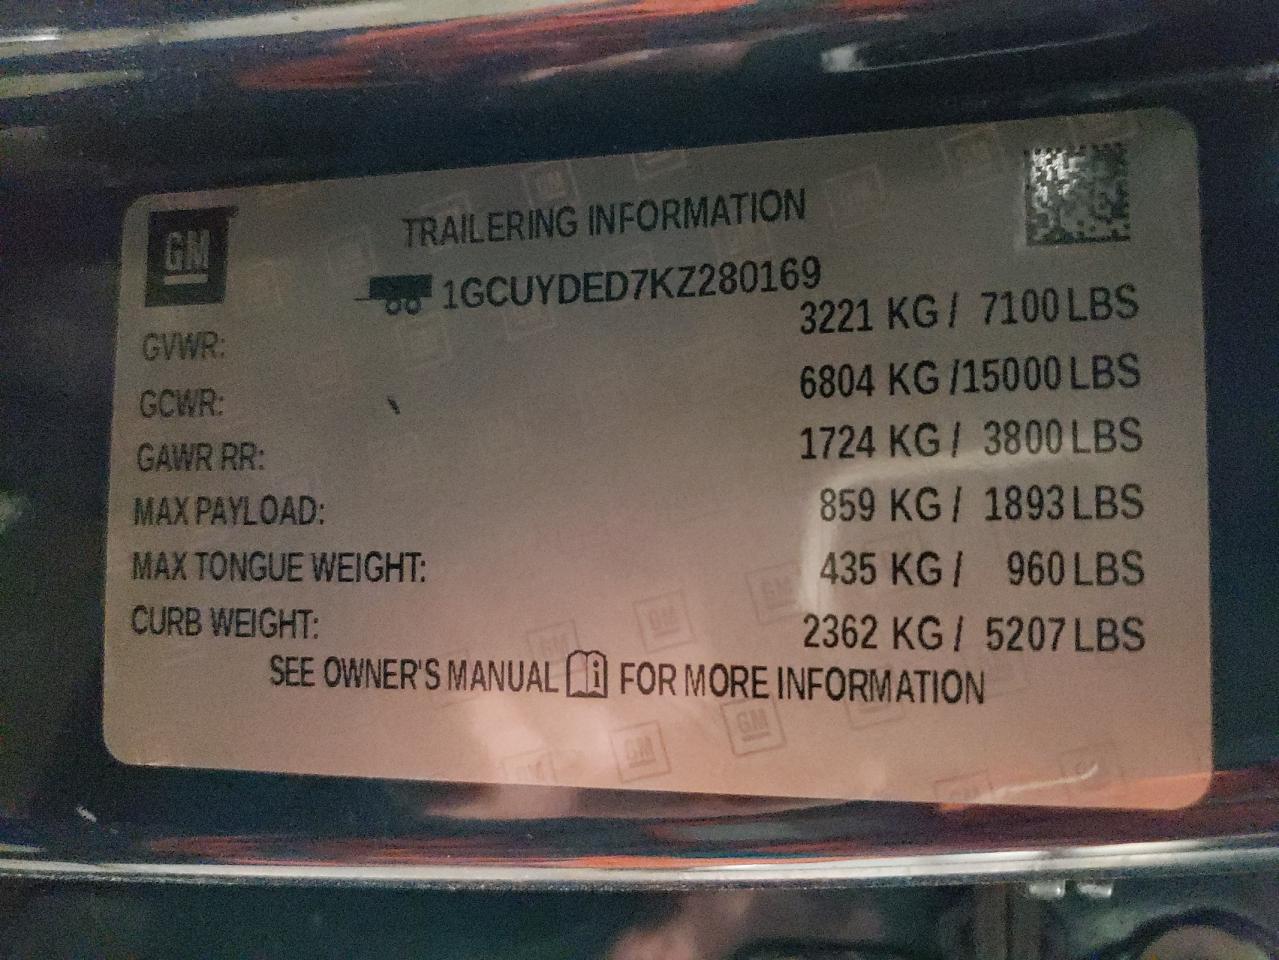 GM
TRAILERING INFORMATION
1GCUYDED7KZ280169
GVWR: 3221 KG / 7100 LBS
GCWR: 6804 KG /15000 LBS
GAWR RR: 1724 KG / 3800 LBS
MAX PAYLOAD: 859 KG / 1893 LBS
MAX TONGUE WEIGHT: 435 KG / 960 LBS
CURB WEIGHT: 2362 KG / 5207 LBS
SEE OWNER'S MANUAL i FOR MORE INFORMATION